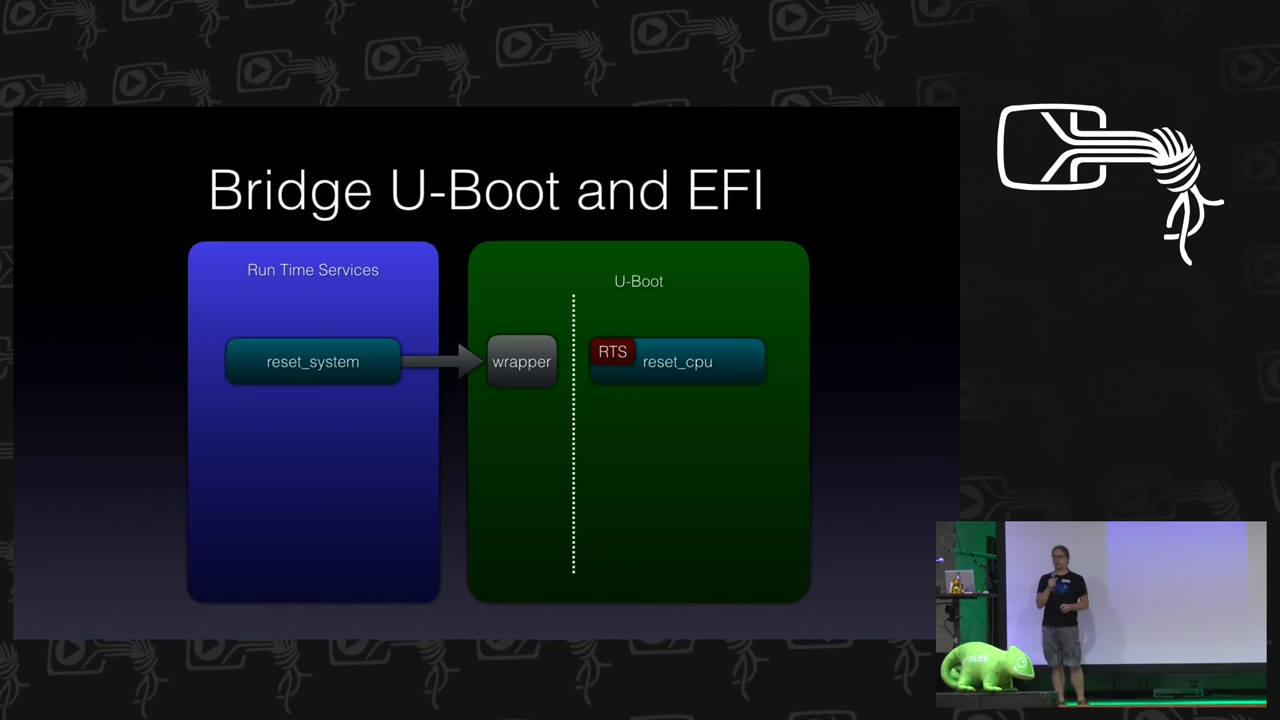 Bridge U-Boot and EFI
Run Time Services
U-Boot
reset_system
wrapper
RTS
reset_cpu